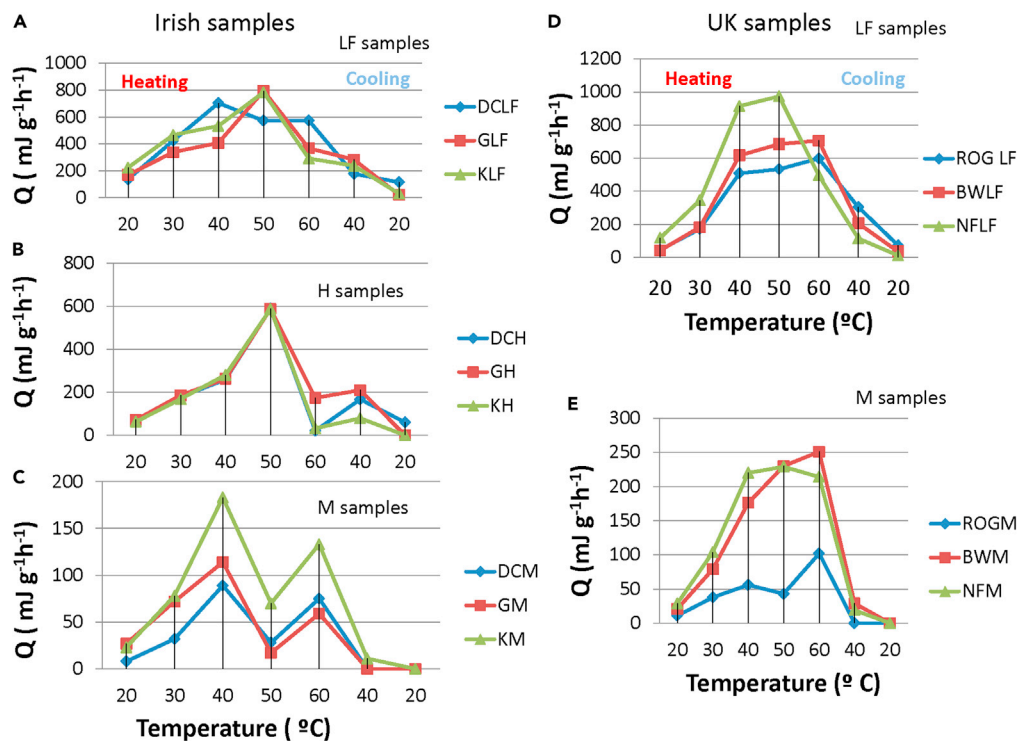 A
Irish samples
LF samples
Heating
Cooling
Q ( mJ g⁻¹h⁻¹)
1000
800
600
400
200
0
20 30 40 50 60 40 20
DCLF
GLF
KLF
B
H samples
Q ( mJ g⁻¹h⁻¹)
800
600
400
200
0
20 30 40 50 60 40 20
DCH
GH
KH
C
M samples
Q ( mJ g⁻¹h⁻¹)
200
150
100
50
0
20 30 40 50 60 40 20
Temperature ( ºC)
DCM
GM
KM
D
UK samples
LF samples
Heating
Cooling
Q (mJ g⁻¹h⁻¹)
1200
1000
800
600
400
200
0
20 30 40 50 60 40 20
Temperature (ºC)
ROG LF
BWLF
NFLF
E
M samples
Q (mJ g⁻¹h⁻¹)
300
250
200
150
100
50
0
20 30 40 50 60 40 20
Temperature (º C)
ROGM
BWM
NFM